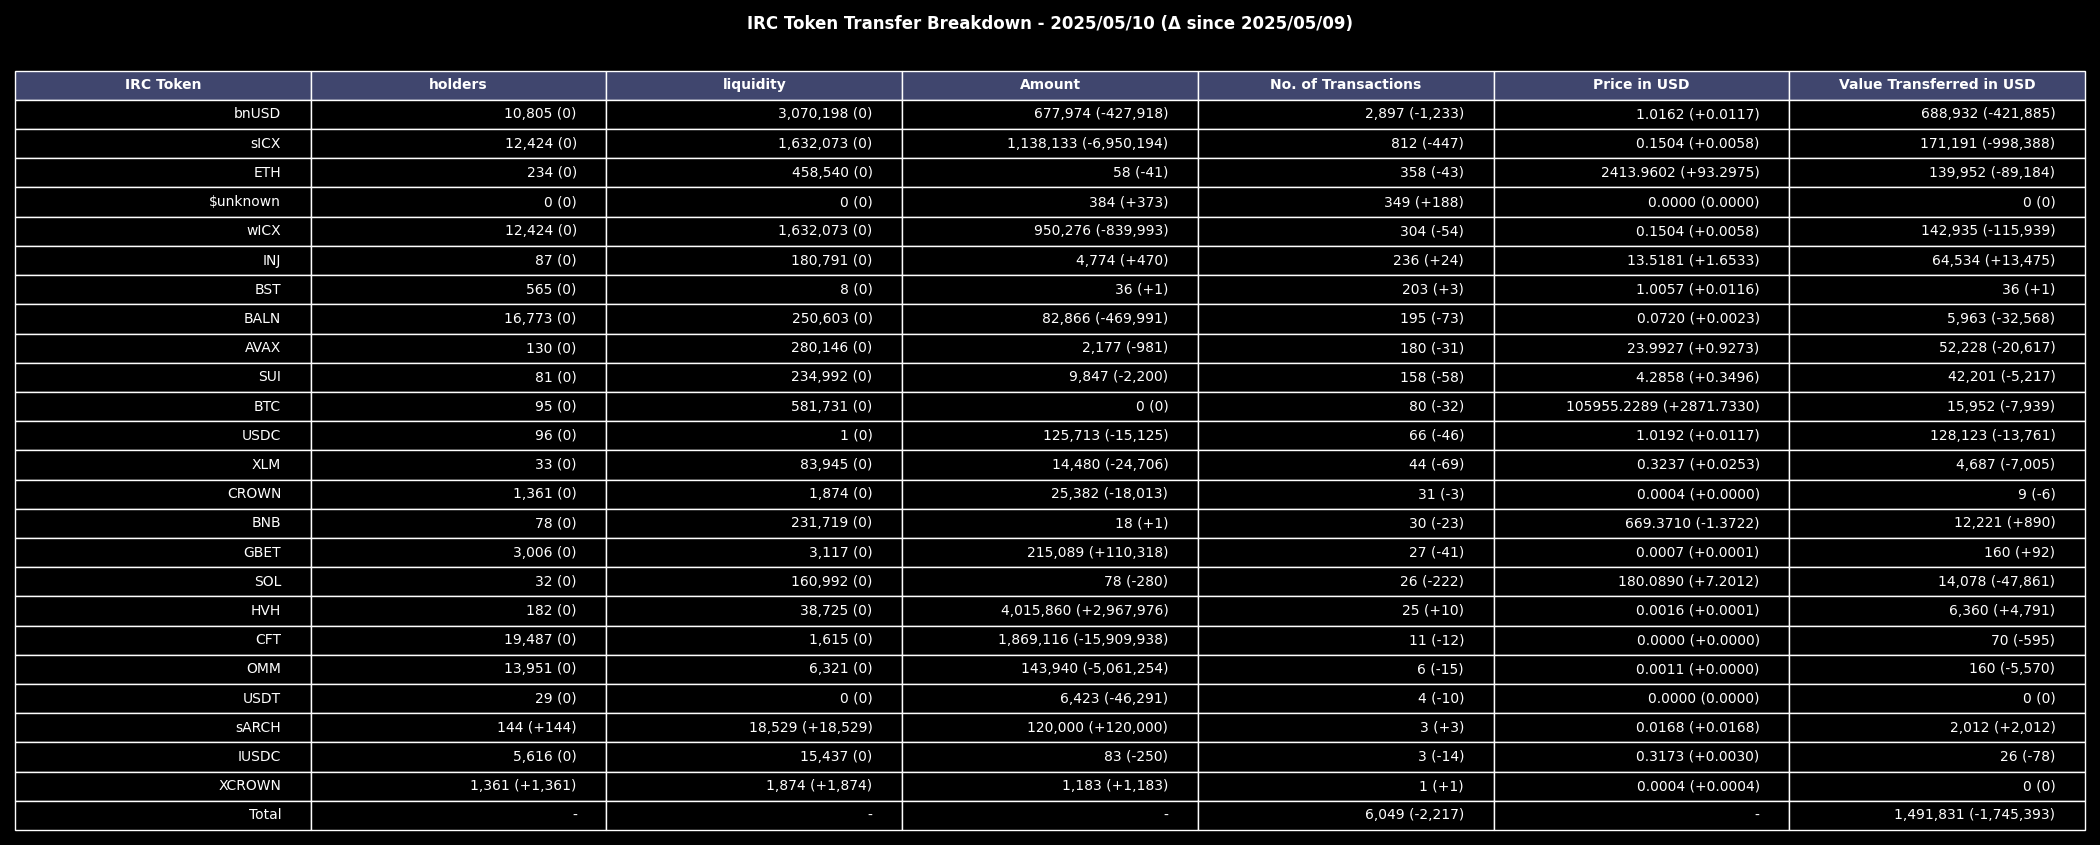 IRC Token Transfer Breakdown - 2025/05/10 (Δ since 2025/05/09)
IRC Token holders liquidity Amount No. of Transactions Price in USD Value Transferred in USD
bnUSD 10,805 (0) 3,070,198 (0) 677,974 (-427,918) 2,897 (-1,233) 1.0162 (+0.0117) 688,932 (-421,885)
sICX 12,424 (0) 1,632,073 (0) 1,138,133 (-6,950,194) 812 (-447) 0.1504 (+0.0058) 171,191 (-998,388)
ETH 234 (0) 458,540 (0) 58 (-41) 358 (-43) 2413.9602 (+93.2975) 139,952 (-89,184)
$unknown 0 (0) 0 (0) 384 (+373) 349 (+188) 0.0000 (0.0000) 0 (0)
wICX 12,424 (0) 1,632,073 (0) 950,276 (-839,993) 304 (-54) 0.1504 (+0.0058) 142,935 (-115,939)
INJ 87 (0) 180,791 (0) 4,774 (+470) 236 (+24) 13.5181 (+1.6533) 64,534 (+13,475)
BST 565 (0) 8 (0) 36 (+1) 203 (+3) 1.0057 (+0.0116) 36 (+1)
BALN 16,773 (0) 250,603 (0) 82,866 (-469,991) 195 (-73) 0.0720 (+0.0023) 5,963 (-32,568)
AVAX 130 (0) 280,146 (0) 2,177 (-981) 180 (-31) 23.9927 (+0.9273) 52,228 (-20,617)
SUI 81 (0) 234,992 (0) 9,847 (-2,200) 158 (-58) 4.2858 (+0.3496) 42,201 (-5,217)
BTC 95 (0) 581,731 (0) 0 (0) 80 (-32) 105955.2289 (+2871.7330) 15,952 (-7,939)
USDC 96 (0) 1 (0) 125,713 (-15,125) 66 (-46) 1.0192 (+0.0117) 128,123 (-13,761)
XLM 33 (0) 83,945 (0) 14,480 (-24,706) 44 (-69) 0.3237 (+0.0253) 4,687 (-7,005)
CROWN 1,361 (0) 1,874 (0) 25,382 (-18,013) 31 (-3) 0.0004 (+0.0000) 9 (-6)
BNB 78 (0) 231,719 (0) 18 (+1) 30 (-23) 669.3710 (-1.3722) 12,221 (+890)
GBET 3,006 (0) 3,117 (0) 215,089 (+110,318) 27 (-41) 0.0007 (+0.0001) 160 (+92)
SOL 32 (0) 160,992 (0) 78 (-280) 26 (-222) 180.0890 (+7.2012) 14,078 (-47,861)
HVH 182 (0) 38,725 (0) 4,015,860 (+2,967,976) 25 (+10) 0.0016 (+0.0001) 6,360 (+4,791)
CFT 19,487 (0) 1,615 (0) 1,869,116 (-15,909,938) 11 (-12) 0.0000 (+0.0000) 70 (-595)
OMM 13,951 (0) 6,321 (0) 143,940 (-5,061,254) 6 (-15) 0.0011 (+0.0000) 160 (-5,570)
USDT 29 (0) 0 (0) 6,423 (-46,291) 4 (-10) 0.0000 (0.0000) 0 (0)
sARCH 144 (+144) 18,529 (+18,529) 120,000 (+120,000) 3 (+3) 0.0168 (+0.0168) 2,012 (+2,012)
IUSDC 5,616 (0) 15,437 (0) 83 (-250) 3 (-14) 0.3173 (+0.0030) 26 (-78)
XCROWN 1,361 (+1,361) 1,874 (+1,874) 1,183 (+1,183) 1 (+1) 0.0004 (+0.0004) 0 (0)
Total - - - 6,049 (-2,217) - 1,491,831 (-1,745,393)